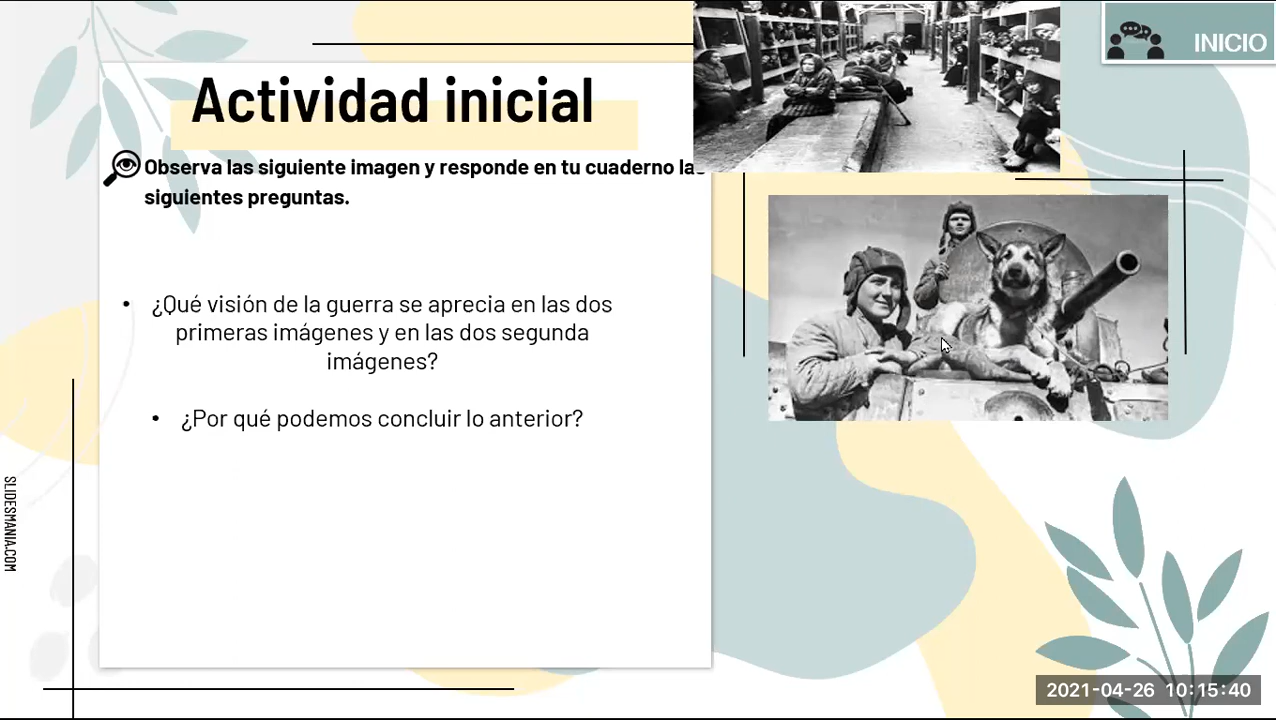 INICIO
Actividad inicial
Observa las siguiente imagen y responde en tu cuaderno las
siguientes preguntas.
• ¿Qué visión de la guerra se aprecia en las dos
primeras imágenes y en las dos segunda
imágenes?
• ¿Por qué podemos concluir lo anterior?
SLIDESMANIA.COM
2021-04-26 10:15:40